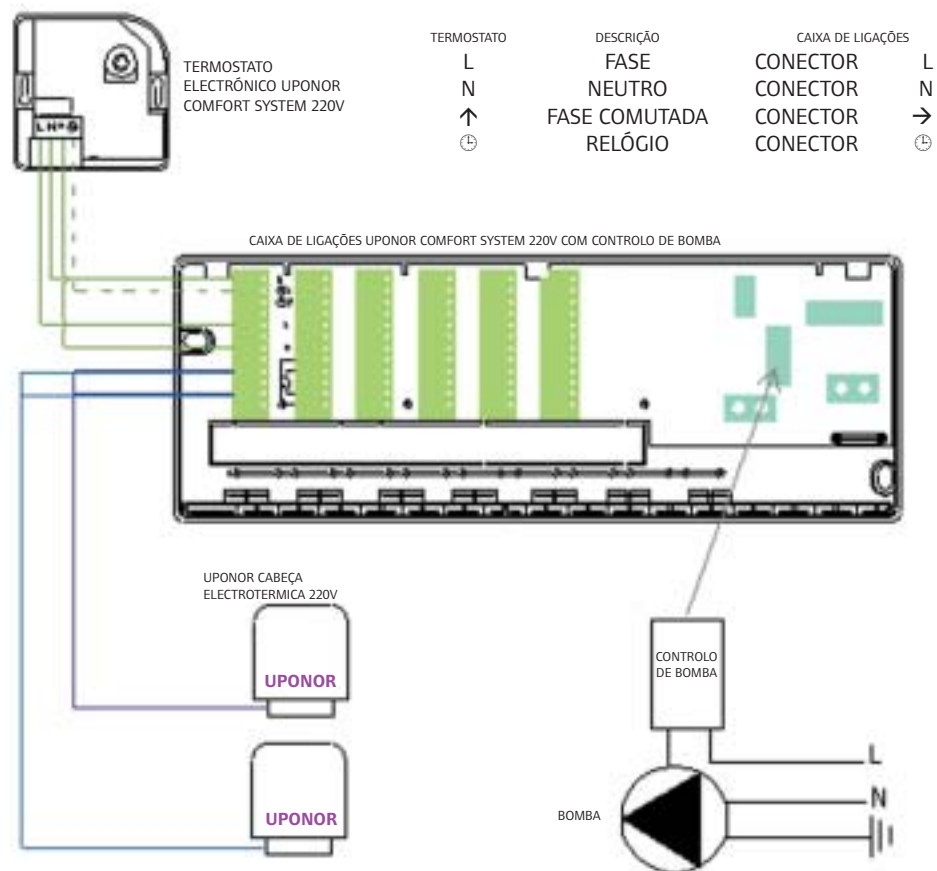 TERMOSTATO
ELECTRÓNICO UPONOR
COMFORT SYSTEM 220V
TERMOSTATO DESCRIÇÃO CAIXA DE LIGAÇÕES
L FASE CONECTOR L
N NEUTRO CONECTOR N
↑ FASE COMUTADA CONECTOR →
🕒 RELÓGIO CONECTOR 🕒
L N
CAIXA DE LIGAÇÕES UPONOR COMFORT SYSTEM 220V COM CONTROLO DE BOMBA
UPONOR CABEÇA
ELECTROTERMICA 220V
UPONOR
UPONOR
CONTROLO
DE BOMBA
BOMBA
L
N